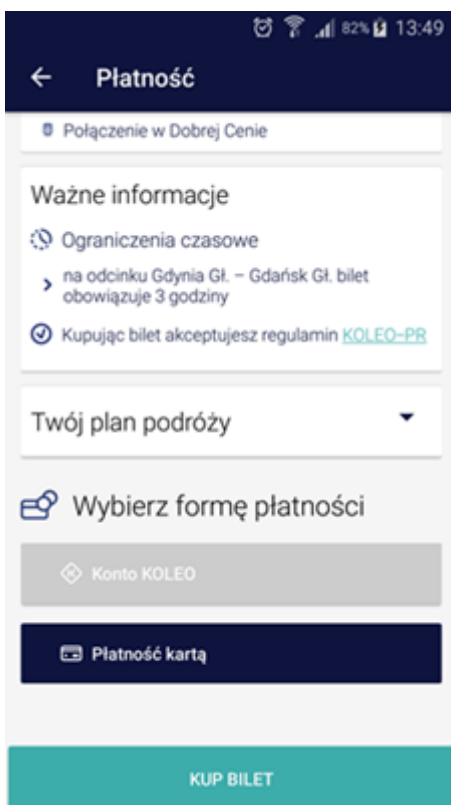 82% 13:49
Płatność
Połączenie w Dobrej Cenie
Ważne informacje
Ograniczenia czasowe
na odcinku Gdynia Gł. – Gdańsk Gł. bilet
obowiązuje 3 godziny
Kupując bilet akceptujesz regulamin KOLEO–PR
Twój plan podróży
Wybierz formę płatności
Konto KOLEO
Płatność kartą
KUP BILET